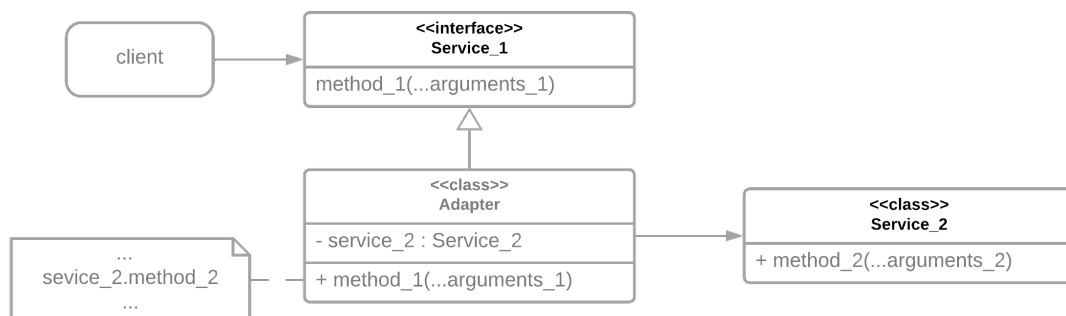 client
<<interface>>
Service_1
method_1(...arguments_1)
<<class>>
Adapter
- service_2 : Service_2
+ method_1(...arguments_1)
<<class>>
Service_2
+ method_2(...arguments_2)
...
sevice_2.method_2
...